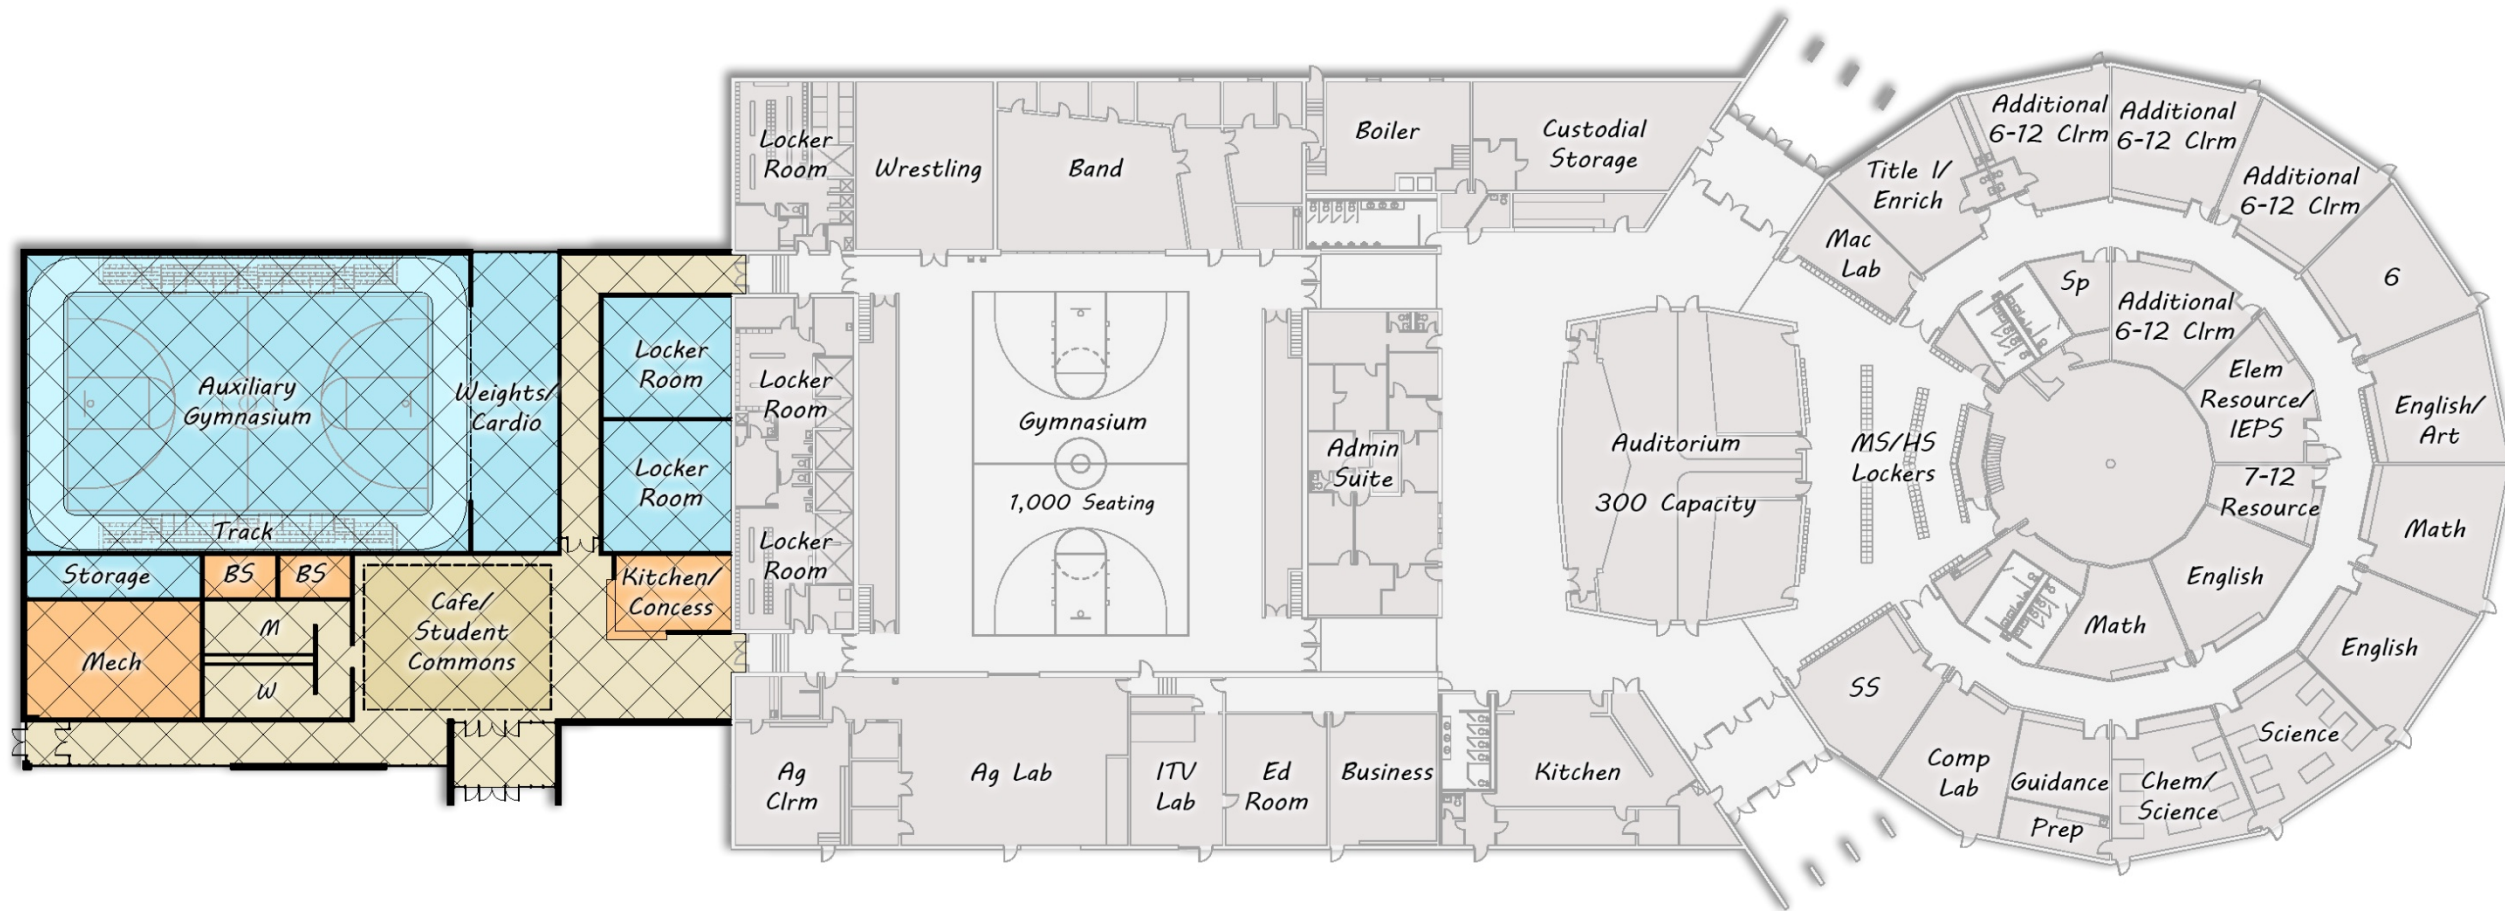 Auxiliary
Gymnasium
Track
Weights/
Cardio
Locker
Room
Locker
Room
Storage
BS
BS
Mech
M
W
Cafe/
Student
Commons
Kitchen/
Concess
Locker
Room
Wrestling
Band
Boiler
Custodial
Storage
Locker
Room
Locker
Room
Gymnasium
1,000 Seating
Admin
Suite
Auditorium
300 Capacity
MS/HS
Lockers
Ag
Clrm
Ag Lab
ITV
Lab
Ed
Room
Business
Kitchen
Mac
Lab
Title I/
Enrich
Additional
6-12 Clrm
Additional
6-12 Clrm
Additional
6-12 Clrm
6
English/
Art
Math
English
Science
Chem/
Science
Guidance
Prep
Comp
Lab
SS
Sp
Additional
6-12 Clrm
Elem
Resource/
IEPS
7-12
Resource
English
Math